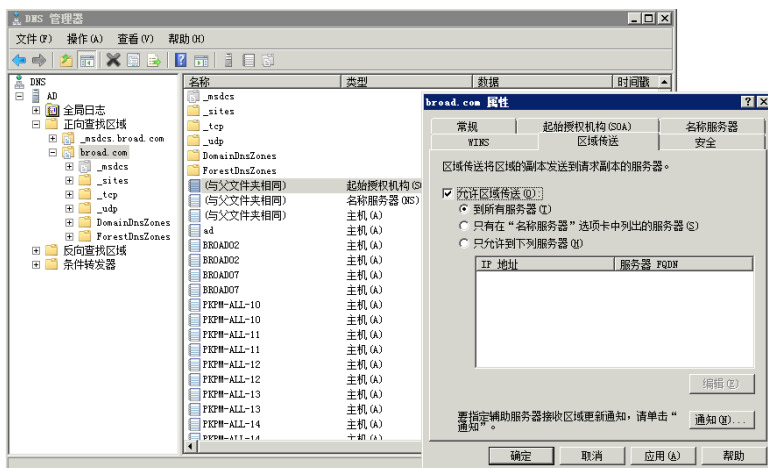 DNS 管理器
文件(F) 操作(A) 查看(V) 帮助(H)
DNS
AD
全局日志
正向查找区域
_msdcs.broad.com
broad.com
_msdcs
_sites
_tcp
_udp
DomainDnsZones
ForestDnsZones
反向查找区域
条件转发器
名称 类型 数据 时间戳
_msdcs
_sites
_tcp
_udp
DomainDnsZones
ForestDnsZones
(与父文件夹相同) 起始授权机构(S
(与父文件夹相同) 名称服务器(NS)
(与父文件夹相同) 主机(A)
ad 主机(A)
BROAD02 主机(A)
BROAD02 主机(A)
BROAD07 主机(A)
BROAD07 主机(A)
PKPM-ALL-10 主机(A)
PKPM-ALL-10 主机(A)
PKPM-ALL-11 主机(A)
PKPM-ALL-11 主机(A)
PKPM-ALL-12 主机(A)
PKPM-ALL-12 主机(A)
PKPM-ALL-13 主机(A)
PKPM-ALL-13 主机(A)
PKPM-ALL-14 主机(A)
PKPM-ALL-14 主机(A)
broad.com 属性
常规 起始授权机构(SOA) 名称服务器
WINS 区域传送 安全
区域传送将区域的副本发送到请求副本的服务器。
允许区域传送(O):
到所有服务器(T)
只有在“名称服务器”选项卡中列出的服务器(S)
只允许到下列服务器(H)
IP 地址 服务器 FQDN
编辑(E)
要指定辅助服务器接收区域更新通知，请单击“
通知”。
通知(N)...
确定 取消 应用(A) 帮助